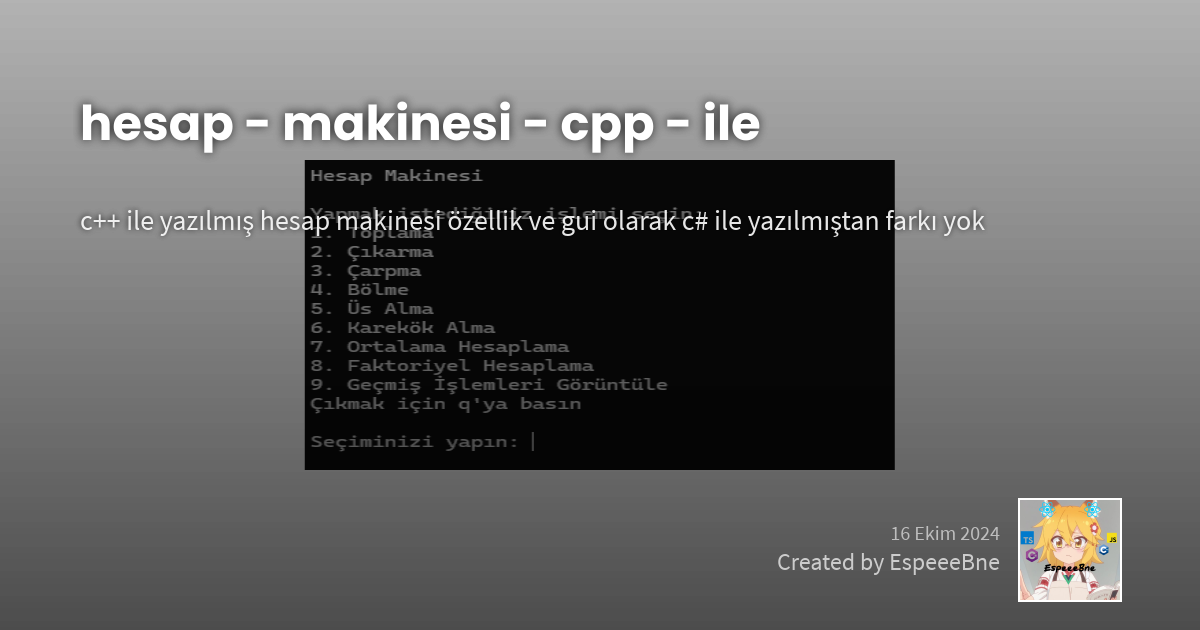 hesap - makinesi - cpp - ile
Hesap Makinesi
Yapmak istediğiniz işlemi seçin
c++ ile yazılmış hesap makinesi özellik ve gui olarak c# ile yazılmıştan farkı yok
1. Toplama
2. Çıkarma
3. Çarpma
4. Bölme
5. Üs Alma
6. Karekök Alma
7. Ortalama Hesaplama
8. Faktoriyel Hesaplama
9. Geçmiş İşlemleri Görüntüle
Çıkmak için q'ya basın
Seçiminizi yapın:
16 Ekim 2024
Created by EspeeeBne
TS
JS
C
C
EspeeeBne